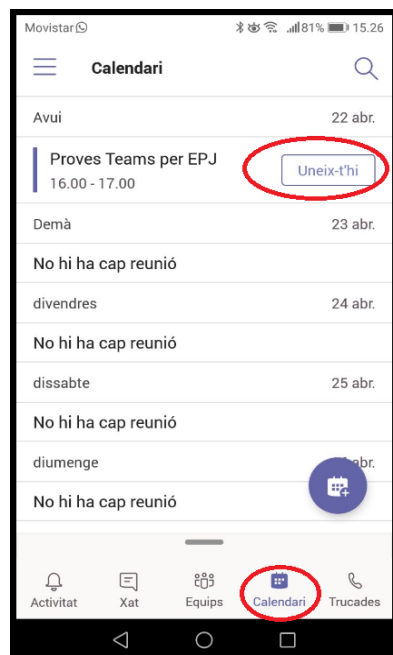 Movistar 81% 15.26
Calendari
Avui 22 abr.
Proves Teams per EPJ
Uneix-t'hi
16.00 - 17.00
Demà 23 abr.
No hi ha cap reunió
divendres 24 abr.
No hi ha cap reunió
dissabte 25 abr.
No hi ha cap reunió
diumenge abr.
No hi ha cap reunió
Activitat Xat Equips Calendari Trucades